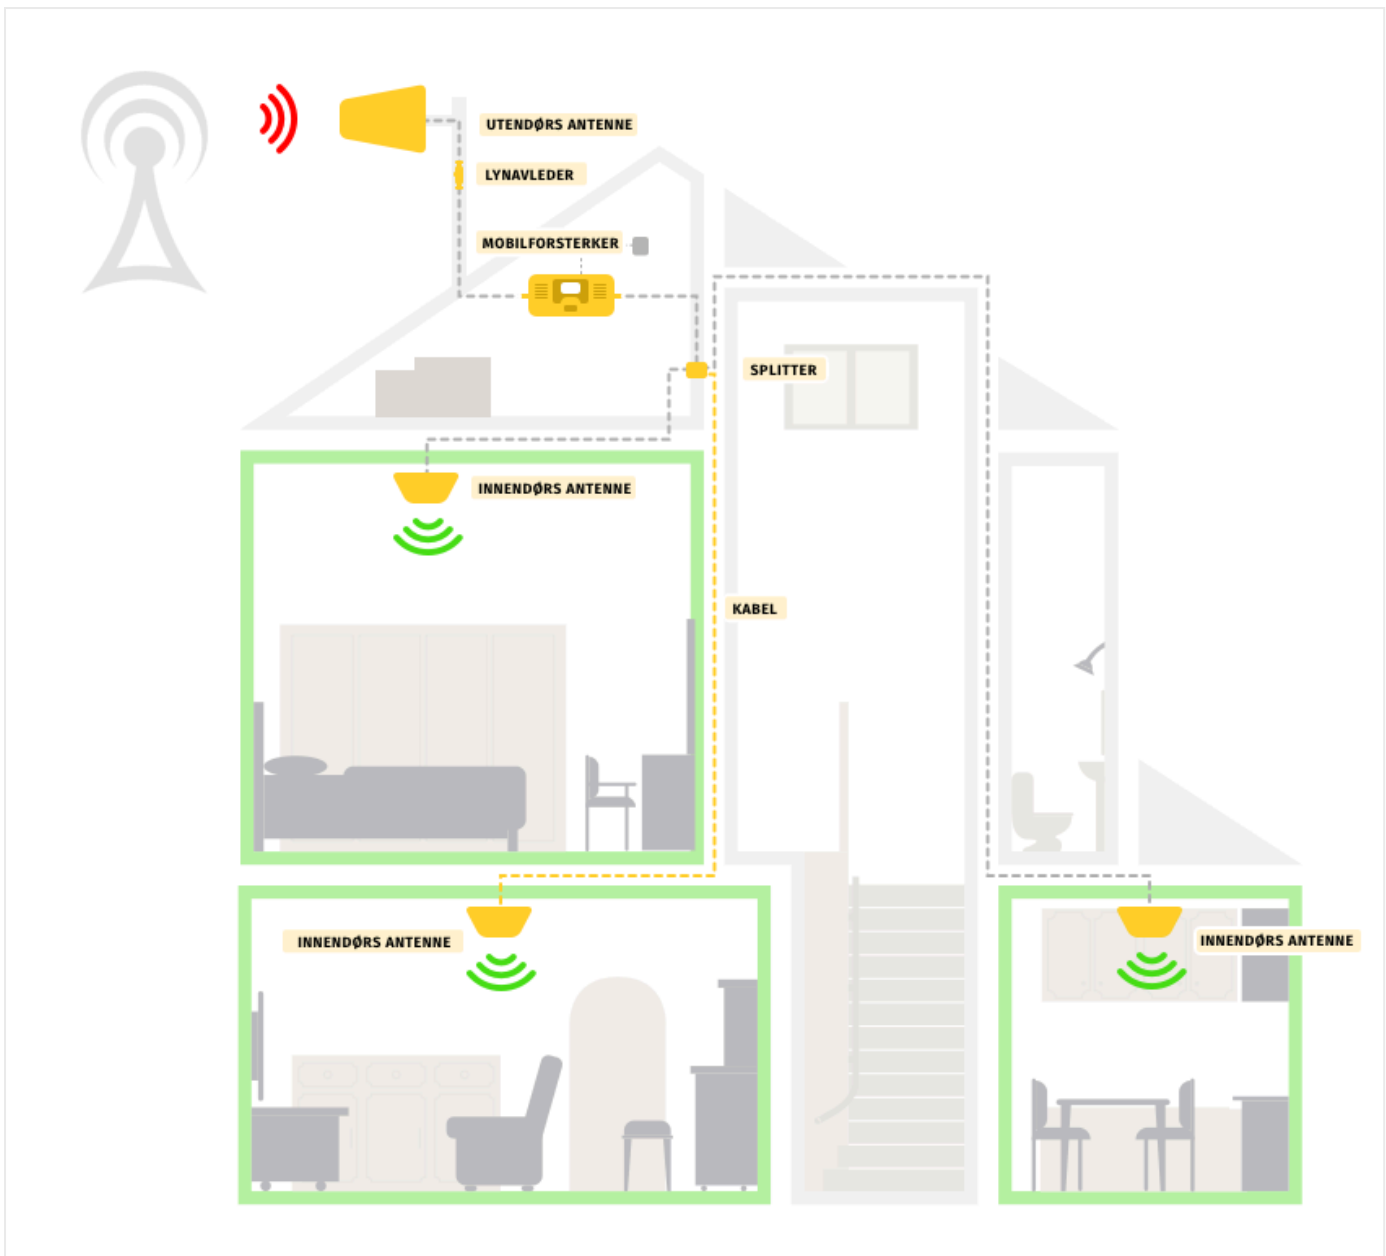 UTENDØRS ANTENNE
LYNAVLEDER
MOBILFORSTERKER
SPLITTER
INNENDØRS ANTENNE
KABEL
INNENDØRS ANTENNE
INNENDØRS ANTENNE